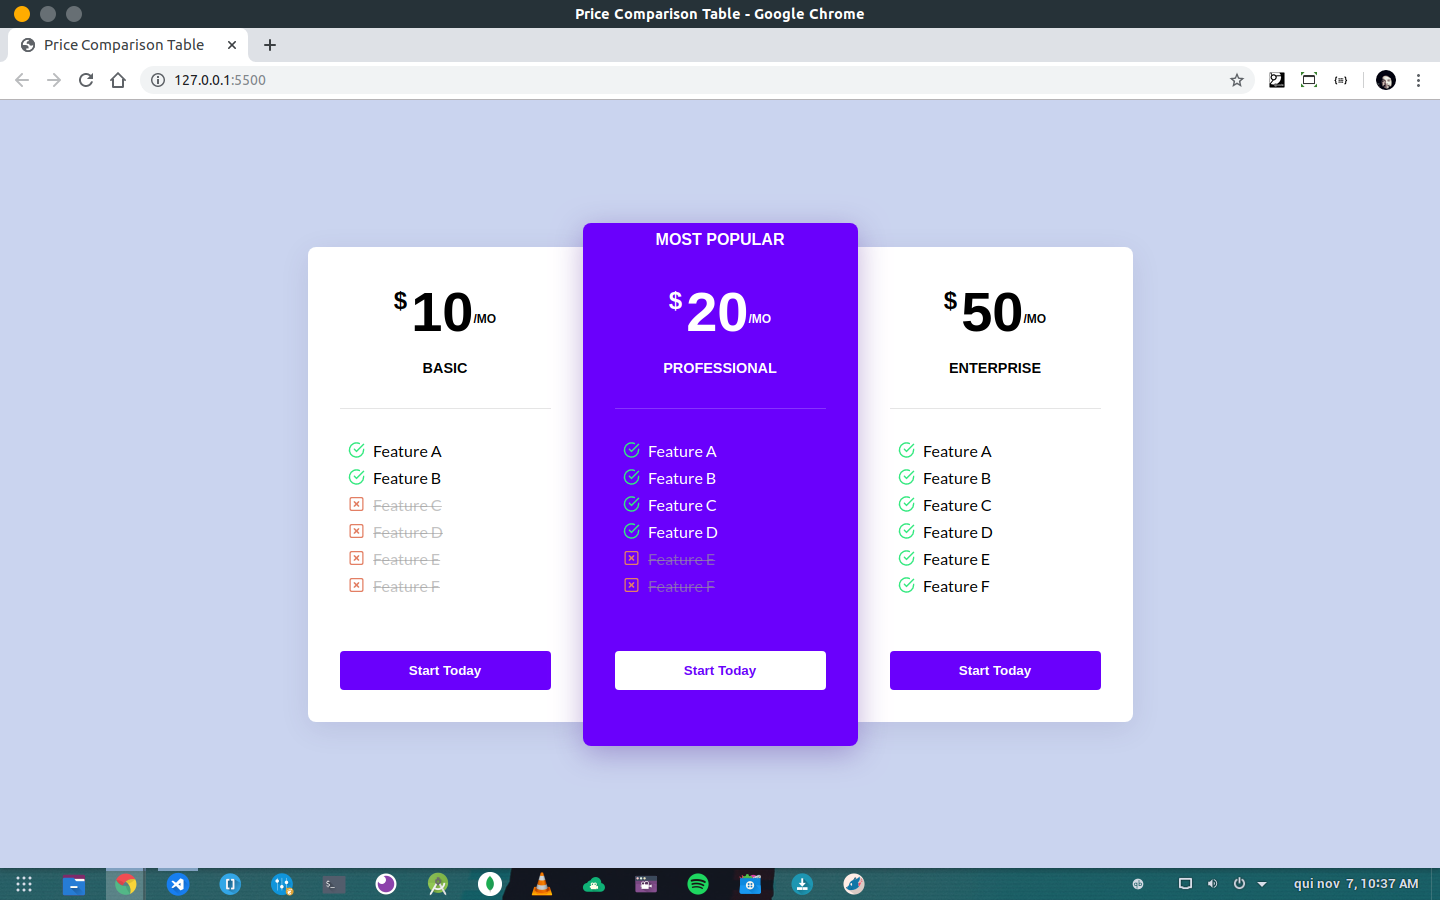 Price Comparison Table - Google Chrome
Price Comparison Table
127.0.0.1:5500
MOST POPULAR
$10/MO
BASIC
Feature A
Feature B
Feature C
Feature D
Feature E
Feature F
Start Today
$20/MO
PROFESSIONAL
Feature A
Feature B
Feature C
Feature D
Feature E
Feature F
Start Today
$50/MO
ENTERPRISE
Feature A
Feature B
Feature C
Feature D
Feature E
Feature F
Start Today
qui nov 7, 10:37 AM